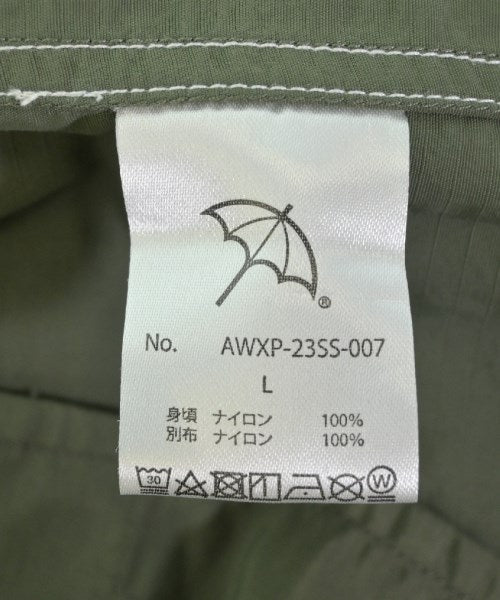 ®
No. AWXP-23SS-007
L
身頃 ナイロン 100%
別布 ナイロン 100%
30 W